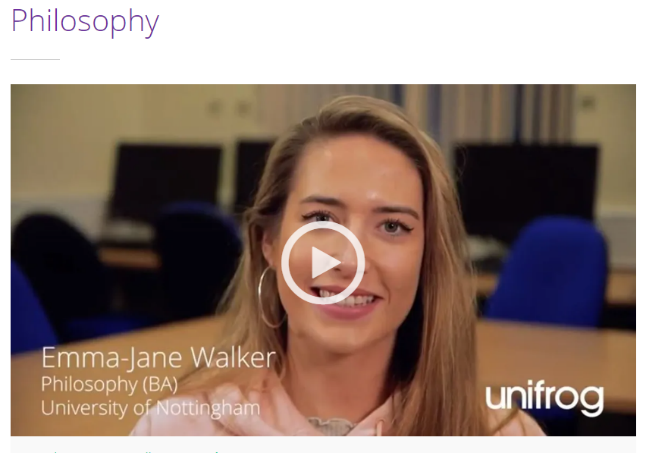 Philosophy
Emma-Jane Walker
Philosophy (BA)
University of Nottingham
unifrog